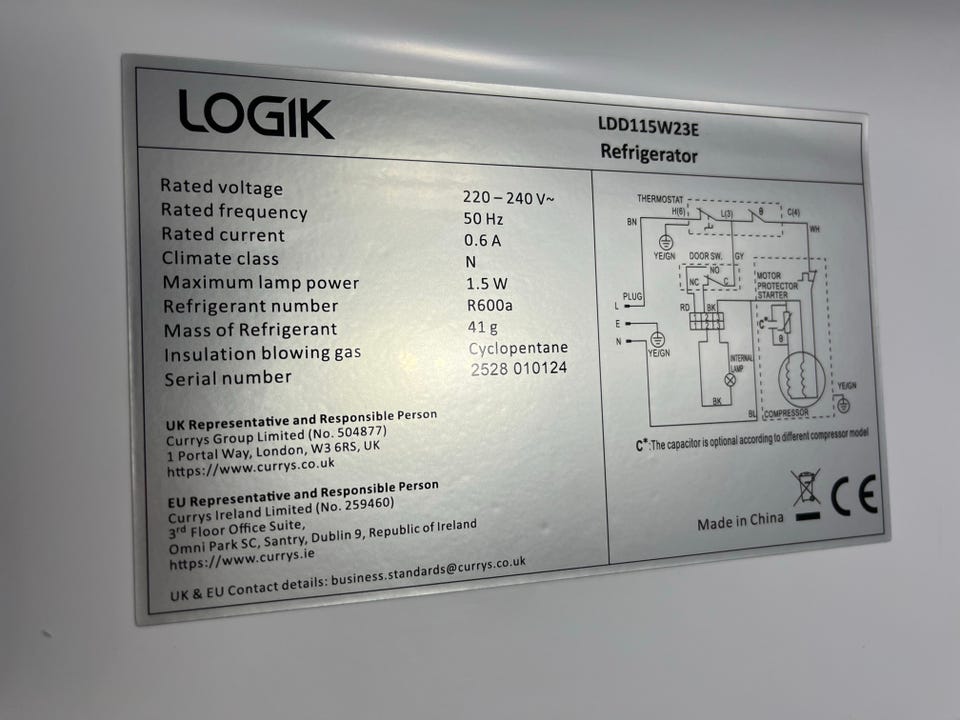 LOGIK
LDD115W23E
Refrigerator
Rated voltage 220 – 240 V~
Rated frequency 50 Hz
Rated current 0.6 A
Climate class N
Maximum lamp power 1.5 W
Refrigerant number R600a
Mass of Refrigerant 41 g
Insulation blowing gas Cyclopentane
Serial number 2528 010124
UK Representative and Responsible Person
Currys Group Limited (No. 504877)
1 Portal Way, London, W3 6RS, UK
https://www.currys.co.uk
EU Representative and Responsible Person
Currys Ireland Limited (No. 259460)
3rd Floor Office Suite,
Omni Park SC, Santry, Dublin 9, Republic of Ireland
https://www.currys.ie
UK & EU Contact details: business.standards@currys.co.uk
THERMOSTAT
H(6) L(3) θ C(4)
BN
WH
YE/GN
DOOR SW. GY
NO
NC C
MOTOR
PROTECTOR
STARTER
PLUG
L
RD BK
1 2 3
1 2 3
C*
E
N
YE/GN
θ
INTERNAL
LAMP
BK
YE/GN
BL
COMPRESSOR
C*:The capacitor is optional according to different compressor model
Made in China
CE